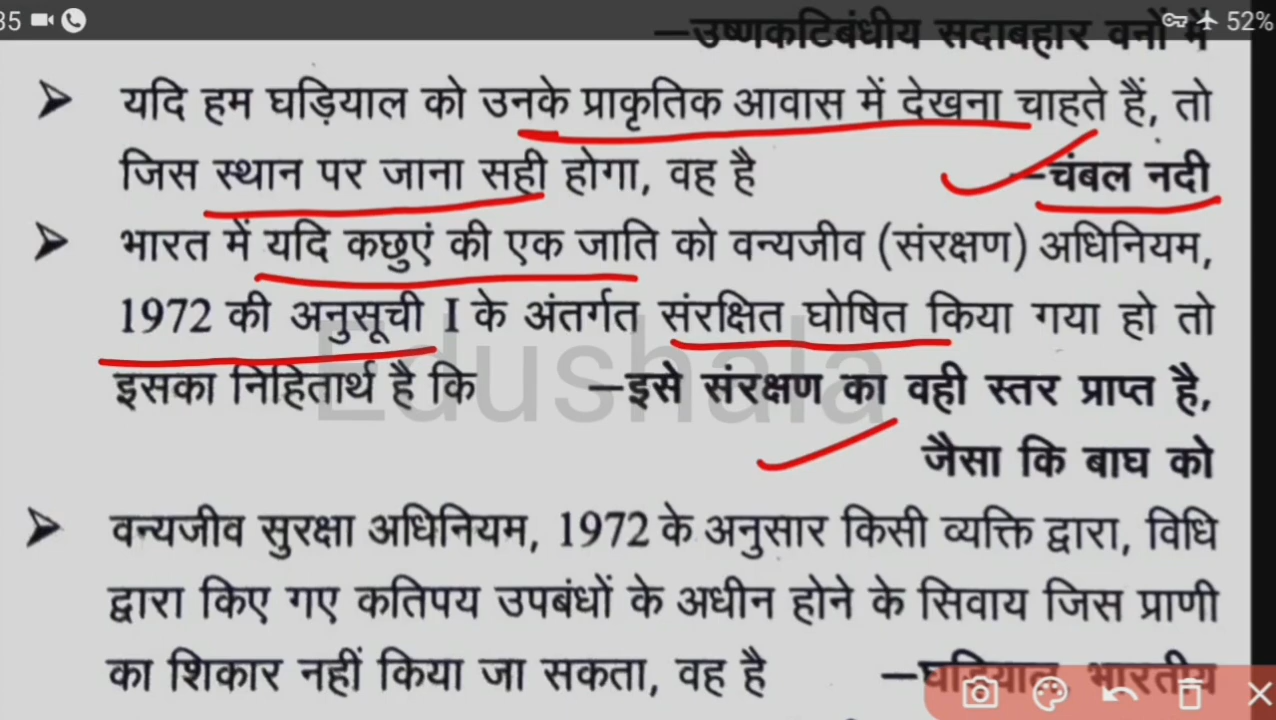 35 52%
—उष्णकटिबंधीय सदाबहार वनों में
➤ यदि हम घड़ियाल को उनके प्राकृतिक आवास में देखना चाहते हैं, तो
जिस स्थान पर जाना सही होगा, वह है —चंबल नदी
➤ भारत में यदि कछुएं की एक जाति को वन्यजीव (संरक्षण) अधिनियम,
1972 की अनुसूची I के अंतर्गत संरक्षित घोषित किया गया हो तो
Edushala
इसका निहितार्थ है कि —इसे संरक्षण का वही स्तर प्राप्त है,
जैसा कि बाघ को
➤ वन्यजीव सुरक्षा अधिनियम, 1972 के अनुसार किसी व्यक्ति द्वारा, विधि
द्वारा किए गए कतिपय उपबंधों के अधीन होने के सिवाय जिस प्राणी
का शिकार नहीं किया जा सकता, वह है —घड़ियाल, भारतीय